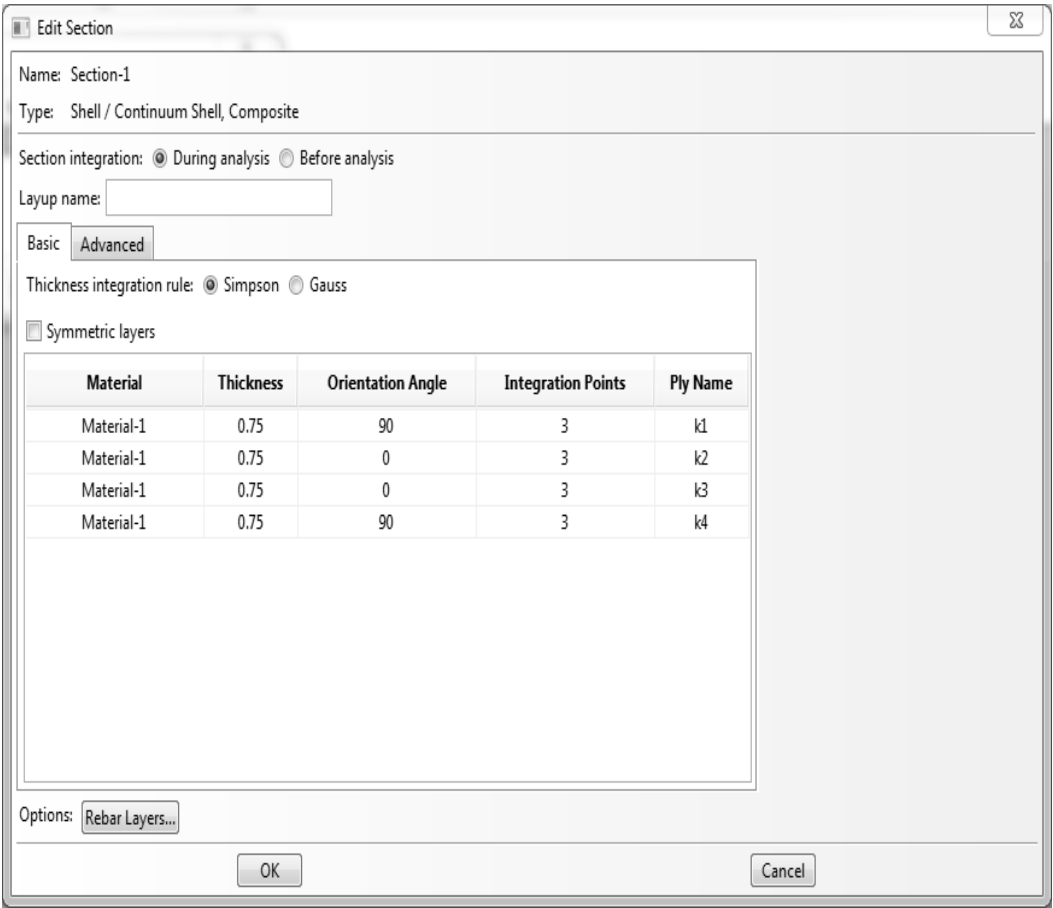 Edit Section
Name: Section-1
Type: Shell / Continuum Shell, Composite
Section integration: During analysis Before analysis
Layup name:
Basic Advanced
Thickness integration rule: Simpson Gauss
Symmetric layers
Material Thickness Orientation Angle Integration Points Ply Name
Material-1 0.75 90 3 k1
Material-1 0.75 0 3 k2
Material-1 0.75 0 3 k3
Material-1 0.75 90 3 k4
Options: Rebar Layers...
OK Cancel